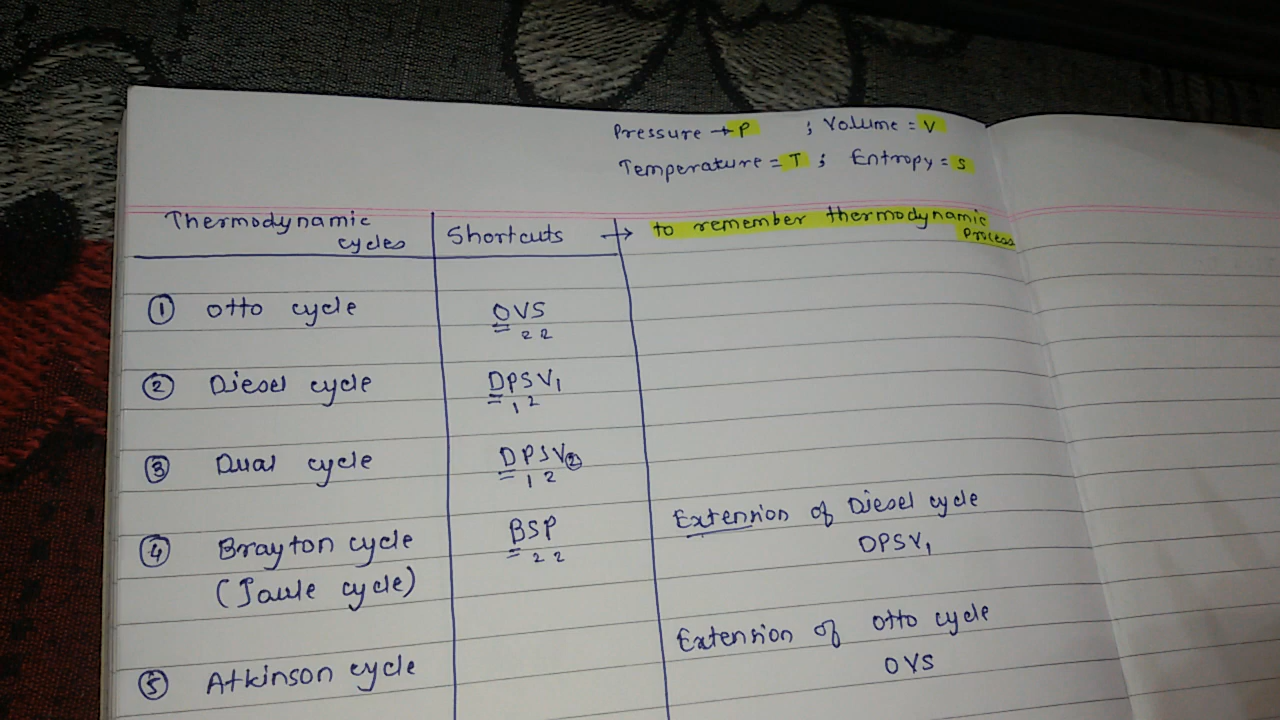 Pressure → P ; Volume = V
Temperature = T ; Entropy = S
Thermodynamic cycles | Shortcuts → to remember thermodynamic process
① Otto cycle OVS
2 2
② Diesel cycle DPSV1
1 2
③ Dual cycle DPSV②
1 2
④ Brayton cycle BSP
2 2
(Joule cycle)
Extension of Diesel cycle
DPSV1
⑤ Atkinson cycle
Extension of Otto cycle
OVS